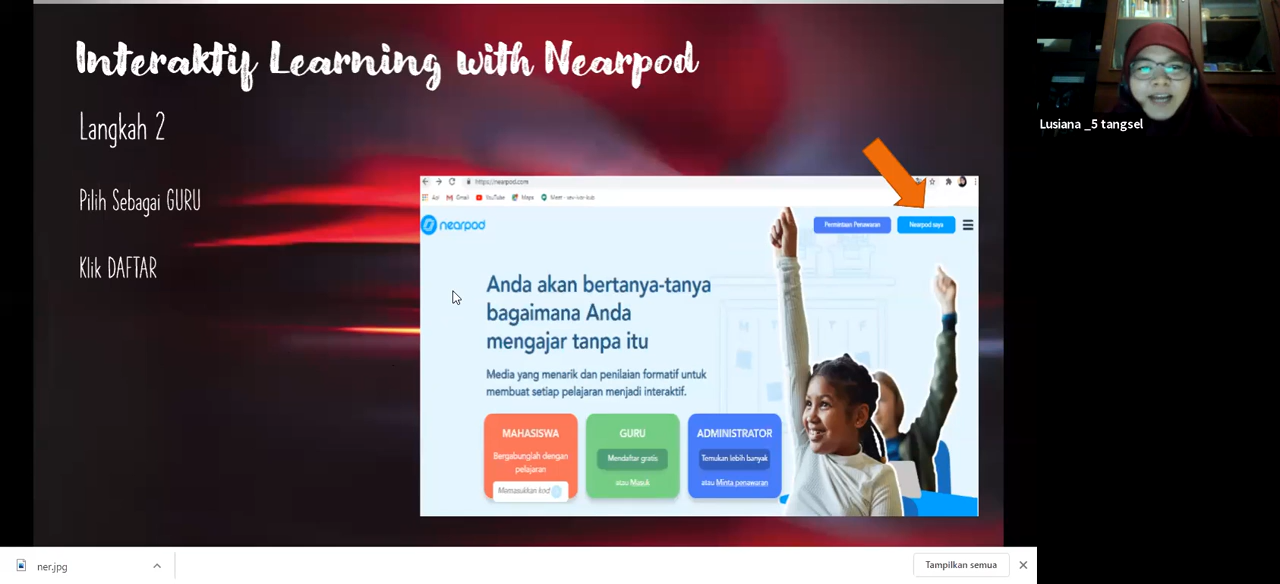 Interaktif Learning with Nearpod
Langkah 2
Pilih Sebagai GURU
Klik DAFTAR
https://nearpod.com
Gmail
YouTube
Maps
nearpod
Permintaan Penawaran
Nearpod saya
Anda akan bertanya-tanya
bagaimana Anda
mengajar tanpa itu
Media yang menarik dan penilaian formatif untuk
membuat setiap pelajaran menjadi interaktif.
MAHASISWA
Bergabunglah dengan
pelajaran
Memasukkan kod
GURU
Mendaftar gratis
atau Masuk
ADMINISTRATOR
Temukan lebih banyak
atau Minta penawaran
Lusiana _5 tangsel
ner.jpg
Tampilkan semua